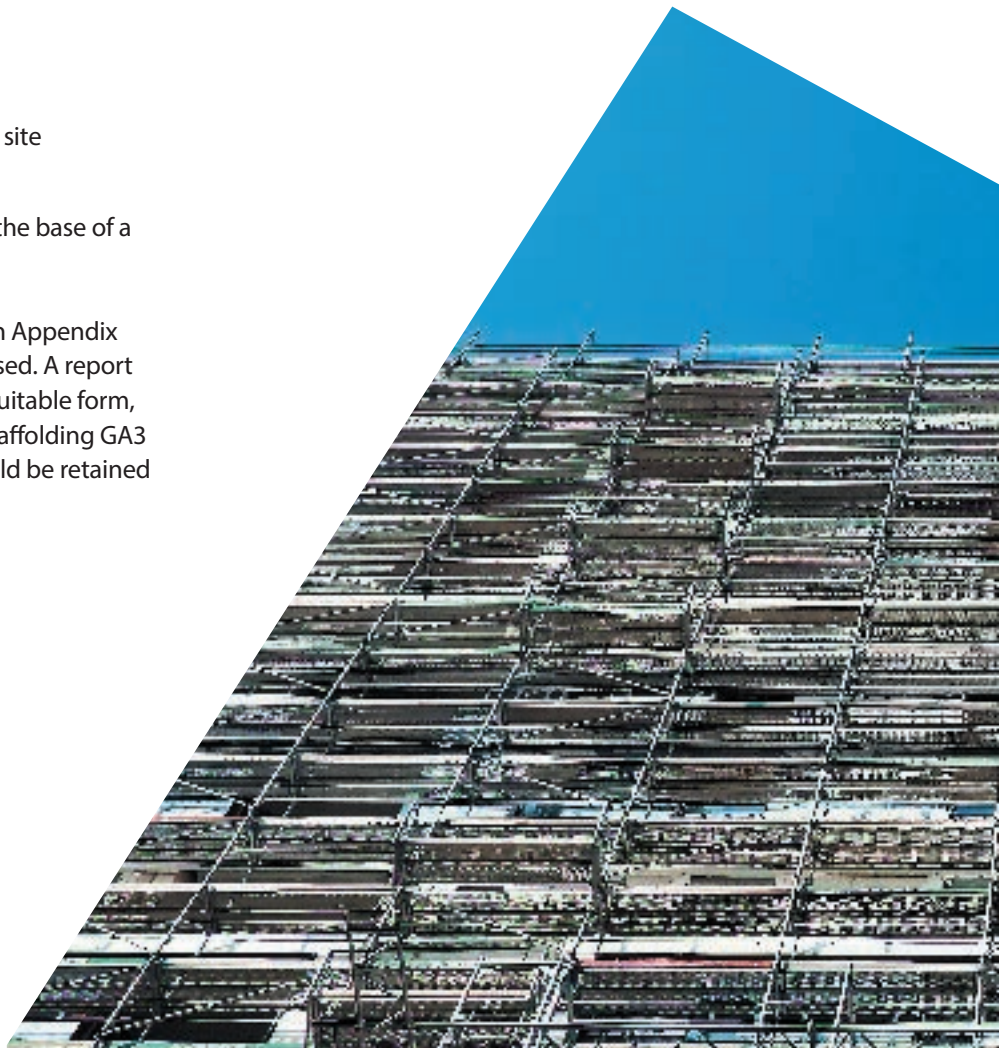 site
the base of a
Appendix
sed. A report
uitable form,
affolding GA3
ld be retained